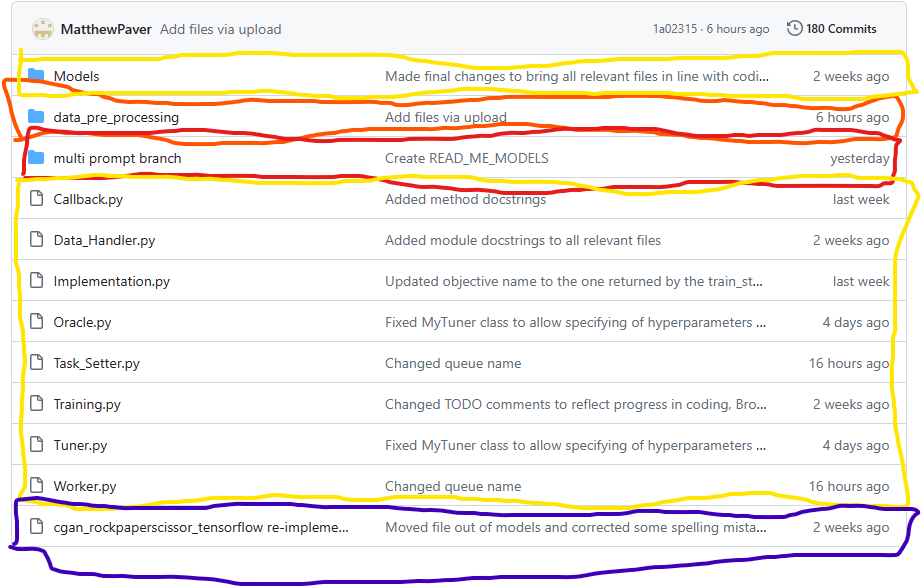 MatthewPaver Add files via upload 1a02315 · 6 hours ago 180 Commits
Models Made final changes to bring all relevant files in line with codi... 2 weeks ago
data_pre_processing Add files via upload 6 hours ago
multi prompt branch Create READ_ME_MODELS yesterday
Callback.py Added method docstrings last week
Data_Handler.py Added module docstrings to all relevant files 2 weeks ago
Implementation.py Updated objective name to the one returned by the train_st... last week
Oracle.py Fixed MyTuner class to allow specifying of hyperparameters ... 4 days ago
Task_Setter.py Changed queue name 16 hours ago
Training.py Changed TODO comments to reflect progress in coding, Bro... 2 weeks ago
Tuner.py Fixed MyTuner class to allow specifying of hyperparameters ... 4 days ago
Worker.py Changed queue name 16 hours ago
cgan_rockpaperscissor_tensorflow re-impleme... Moved file out of models and corrected some spelling mista... 2 weeks ago